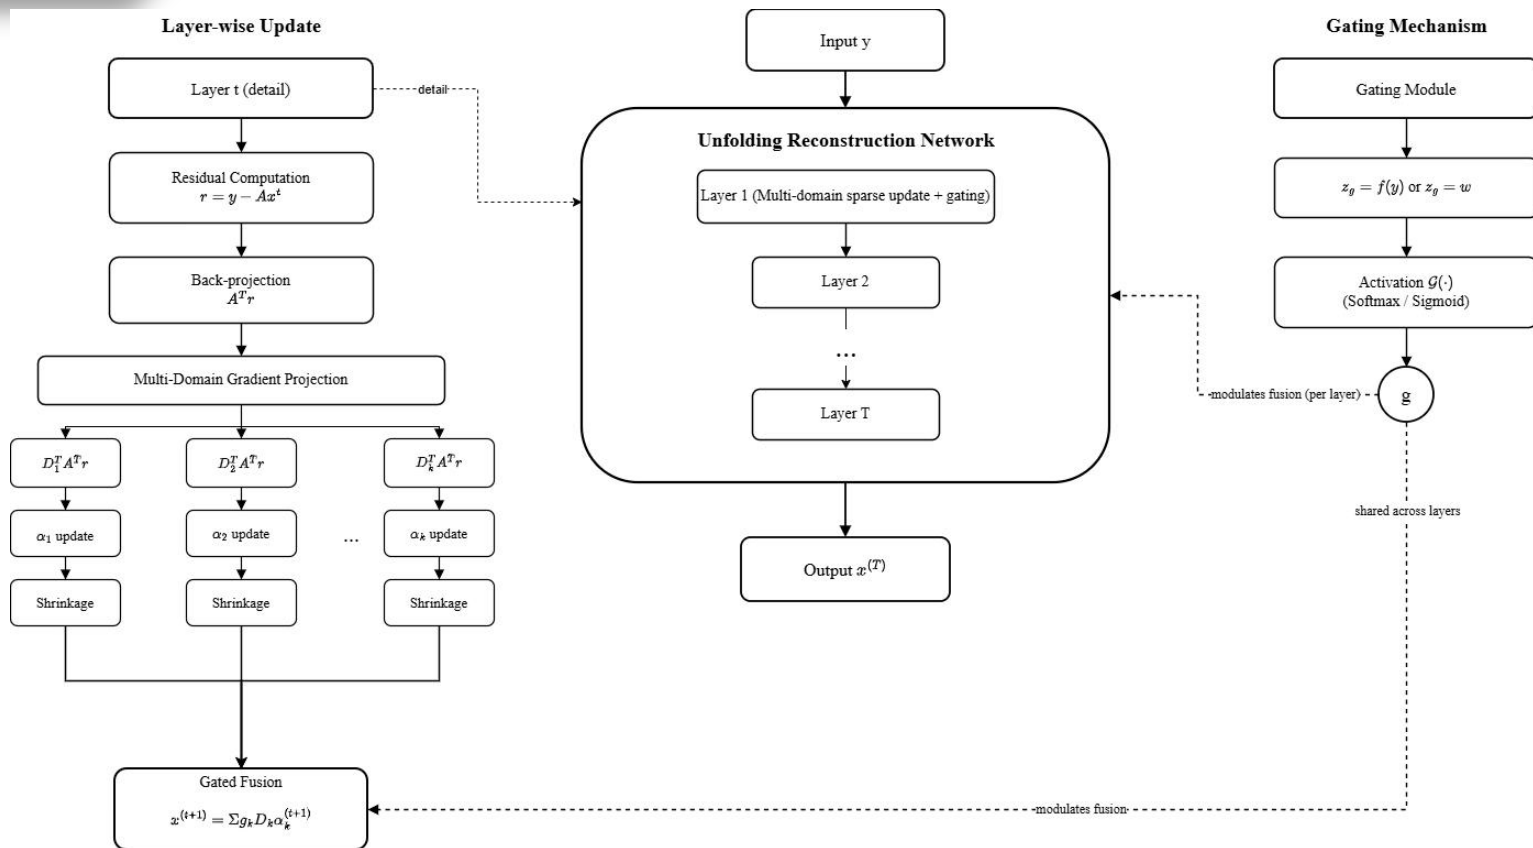 Layer-wise Update
Layer t (detail)
detail
Residual Computation
r = y − Ax^t
Back-projection
A^T r
Multi-Domain Gradient Projection
D_1^T A^T r
D_2^T A^T r
D_k^T A^T r
α_1 update
α_2 update
...
α_k update
Shrinkage
Shrinkage
Shrinkage
Gated Fusion
x^{(t+1)} = Σ g_k D_k α_k^{(t+1)}
Input y
Unfolding Reconstruction Network
Layer 1 (Multi-domain sparse update + gating)
Layer 2
...
Layer T
Output x^{(T)}
Gating Mechanism
Gating Module
z_g = f(y) or z_g = w
Activation 𝒢(·)
(Softmax / Sigmoid)
g
modulates fusion (per layer)
shared across layers
modulates fusion